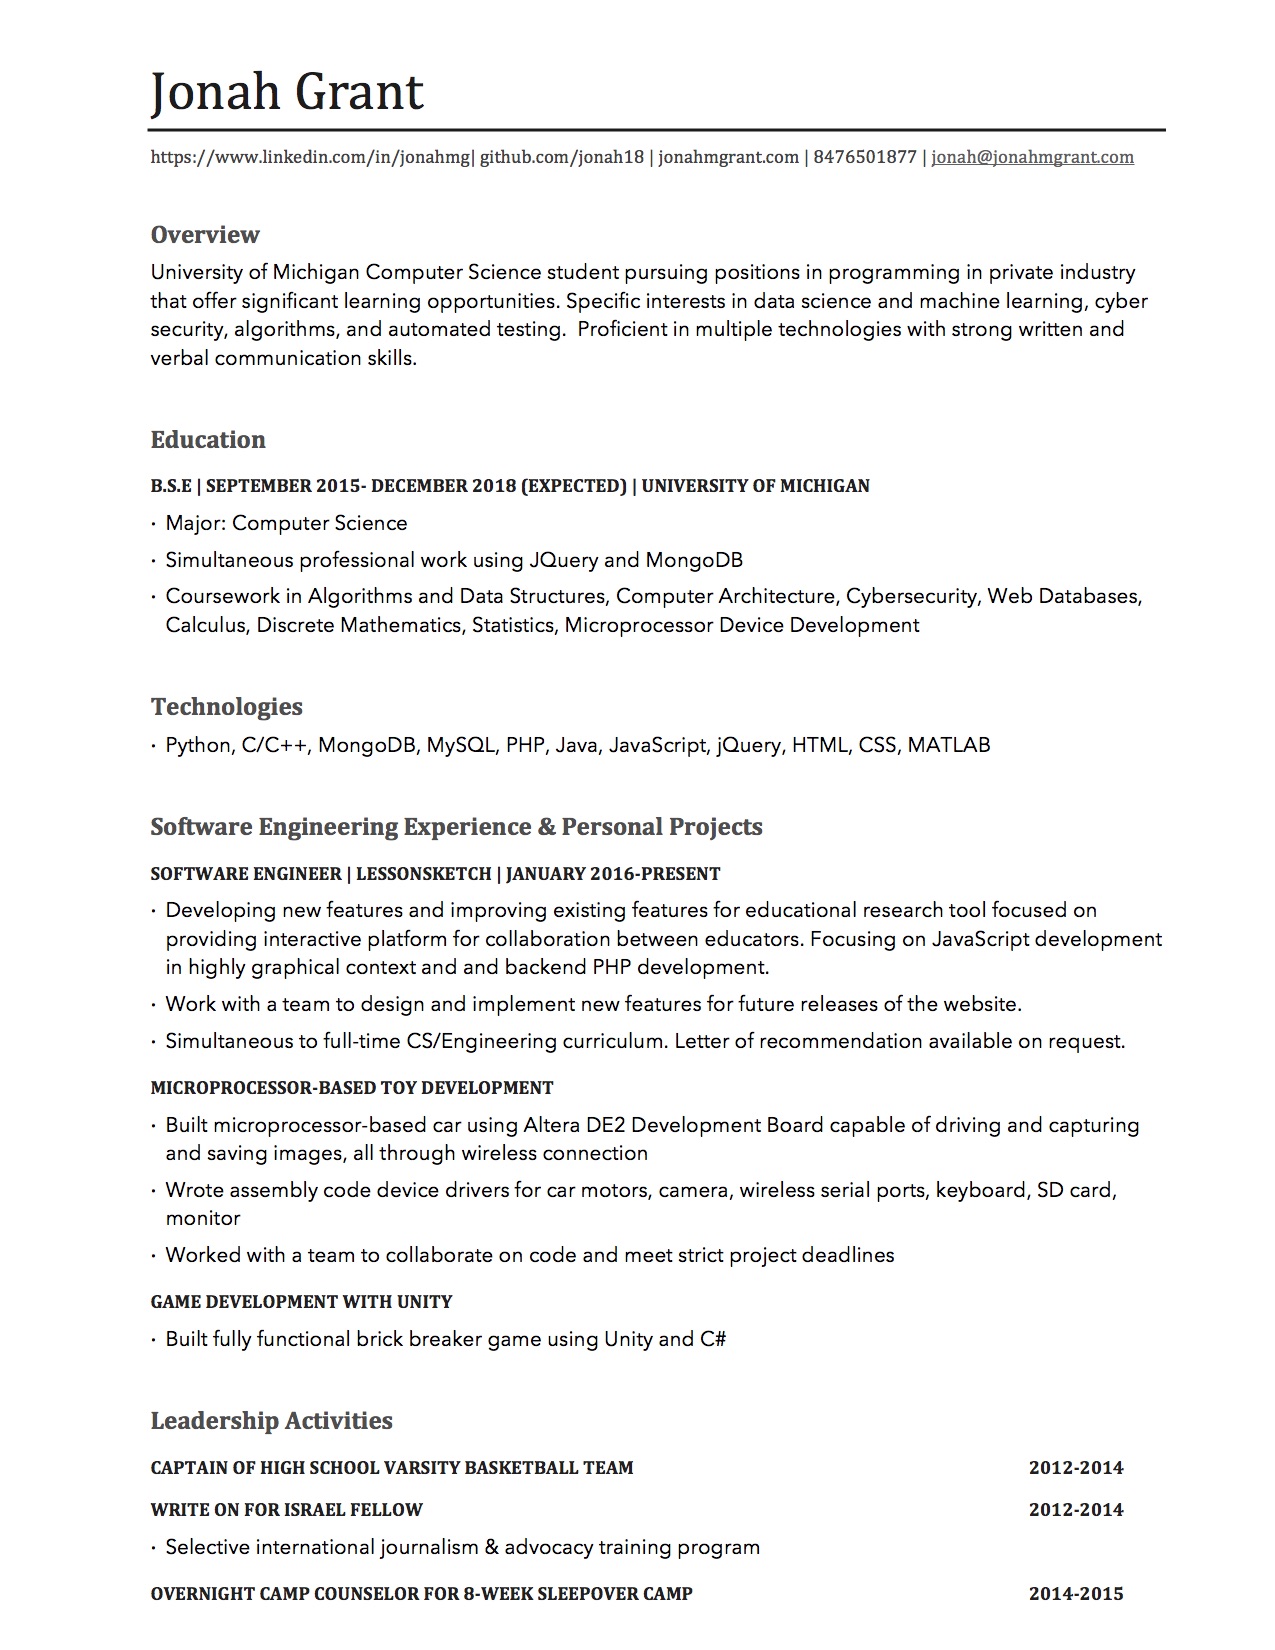 Jonah Grant
https://www.linkedin.com/in/jonahmg| github.com/jonah18 | jonahmgrant.com | 8476501877 | jonah@jonahmgrant.com
Overview
University of Michigan Computer Science student pursuing positions in programming in private industry
that offer significant learning opportunities. Specific interests in data science and machine learning, cyber
security, algorithms, and automated testing.  Proficient in multiple technologies with strong written and
verbal communication skills.
Education
B.S.E | SEPTEMBER 2015- DECEMBER 2018 (EXPECTED) | UNIVERSITY OF MICHIGAN
· Major: Computer Science
· Simultaneous professional work using JQuery and MongoDB
· Coursework in Algorithms and Data Structures, Computer Architecture, Cybersecurity, Web Databases,
Calculus, Discrete Mathematics, Statistics, Microprocessor Device Development
Technologies
· Python, C/C++, MongoDB, MySQL, PHP, Java, JavaScript, jQuery, HTML, CSS, MATLAB
Software Engineering Experience & Personal Projects
SOFTWARE ENGINEER | LESSONSKETCH | JANUARY 2016-PRESENT
· Developing new features and improving existing features for educational research tool focused on
providing interactive platform for collaboration between educators. Focusing on JavaScript development
in highly graphical context and and backend PHP development.
· Work with a team to design and implement new features for future releases of the website.
· Simultaneous to full-time CS/Engineering curriculum. Letter of recommendation available on request.
MICROPROCESSOR-BASED TOY DEVELOPMENT
· Built microprocessor-based car using Altera DE2 Development Board capable of driving and capturing
and saving images, all through wireless connection
· Wrote assembly code device drivers for car motors, camera, wireless serial ports, keyboard, SD card,
monitor
· Worked with a team to collaborate on code and meet strict project deadlines
GAME DEVELOPMENT WITH UNITY
· Built fully functional brick breaker game using Unity and C#
Leadership Activities
CAPTAIN OF HIGH SCHOOL VARSITY BASKETBALL TEAM 2012-2014
WRITE ON FOR ISRAEL FELLOW 2012-2014
· Selective international journalism & advocacy training program
OVERNIGHT CAMP COUNSELOR FOR 8-WEEK SLEEPOVER CAMP 2014-2015